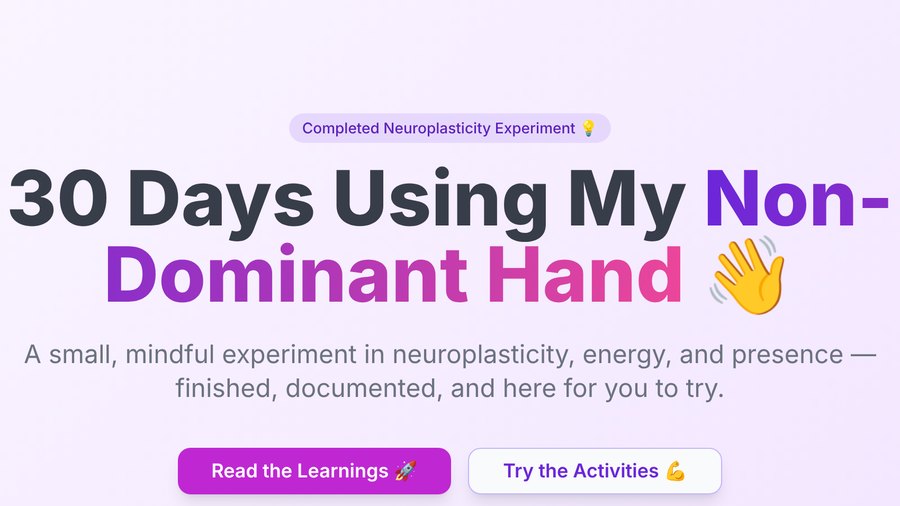 Completed Neuroplasticity Experiment 💡
30 Days Using My Non-
Dominant Hand 👋
A small, mindful experiment in neuroplasticity, energy, and presence —
finished, documented, and here for you to try.
Read the Learnings 🚀
Try the Activities 💪